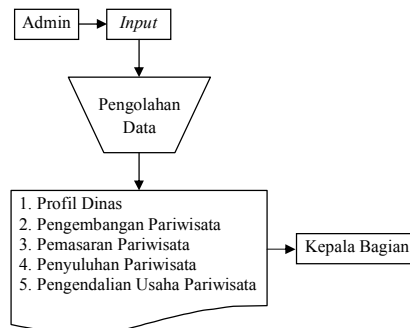 Admin
Input
Pengolahan
Data
1. Profil Dinas
2. Pengembangan Pariwisata
3. Pemasaran Pariwisata
4. Penyuluhan Pariwisata
5. Pengendalian Usaha Pariwisata
Kepala Bagian